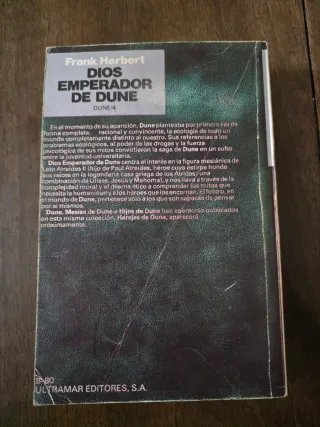 Frank Herbert
DIOS
EMPERADOR
DE DUNE
DUNE/4
En el momento de su aparición, Dune planteaba por primera vez de
forma completa, racional y convincente, la ecología de todo un
mundo completamente distinto al nuestro. Sus referencias a los
problemas ecológicos, al poder de las drogas y la fuerza
psicológica de sus mitos convirtieron la saga de Dune en un culto
entre la juventud universitaria.
Dios Emperador de Dune centra el interés en la figura mesiánica de
Leto Atreides II (hijo de Paul Atreides, héroe cuya estirpe hunde
sus raíces en la legendaria casa griega de los Atridas, una
combinación de Ulises, Jesús y Mahoma), y nos lleva a través de la
complejidad moral y el dilema ético a comprender los mitos que
necesita la humanidad y a los héroes que los encarnan. El futuro, en
el mundo de Dune, pertenece sólo a los que son capaces de pensar
por sí mismos.
Dune, Mesías de Dune e Hijos de Dune han aparecido publicados
en esta misma colección. Herejes de Dune, aparecerá
próximamente.
8-80
ULTRAMAR EDITORES, S.A.